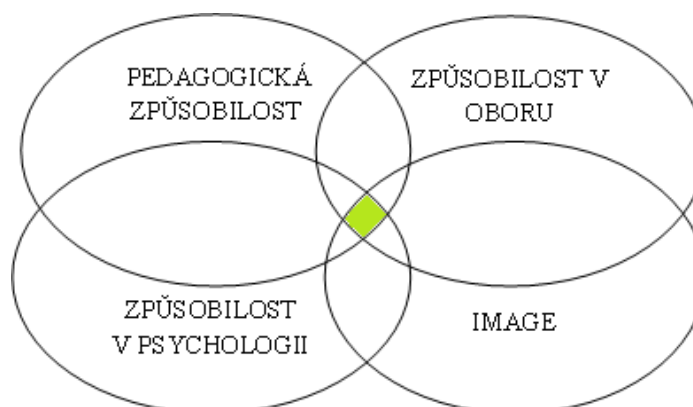 PEDAGOGICKÁ
ZPŮSOBILOST
ZPŮSOBILOST V
OBORU
ZPŮSOBILOST
V PSYCHOLOGII
IMAGE